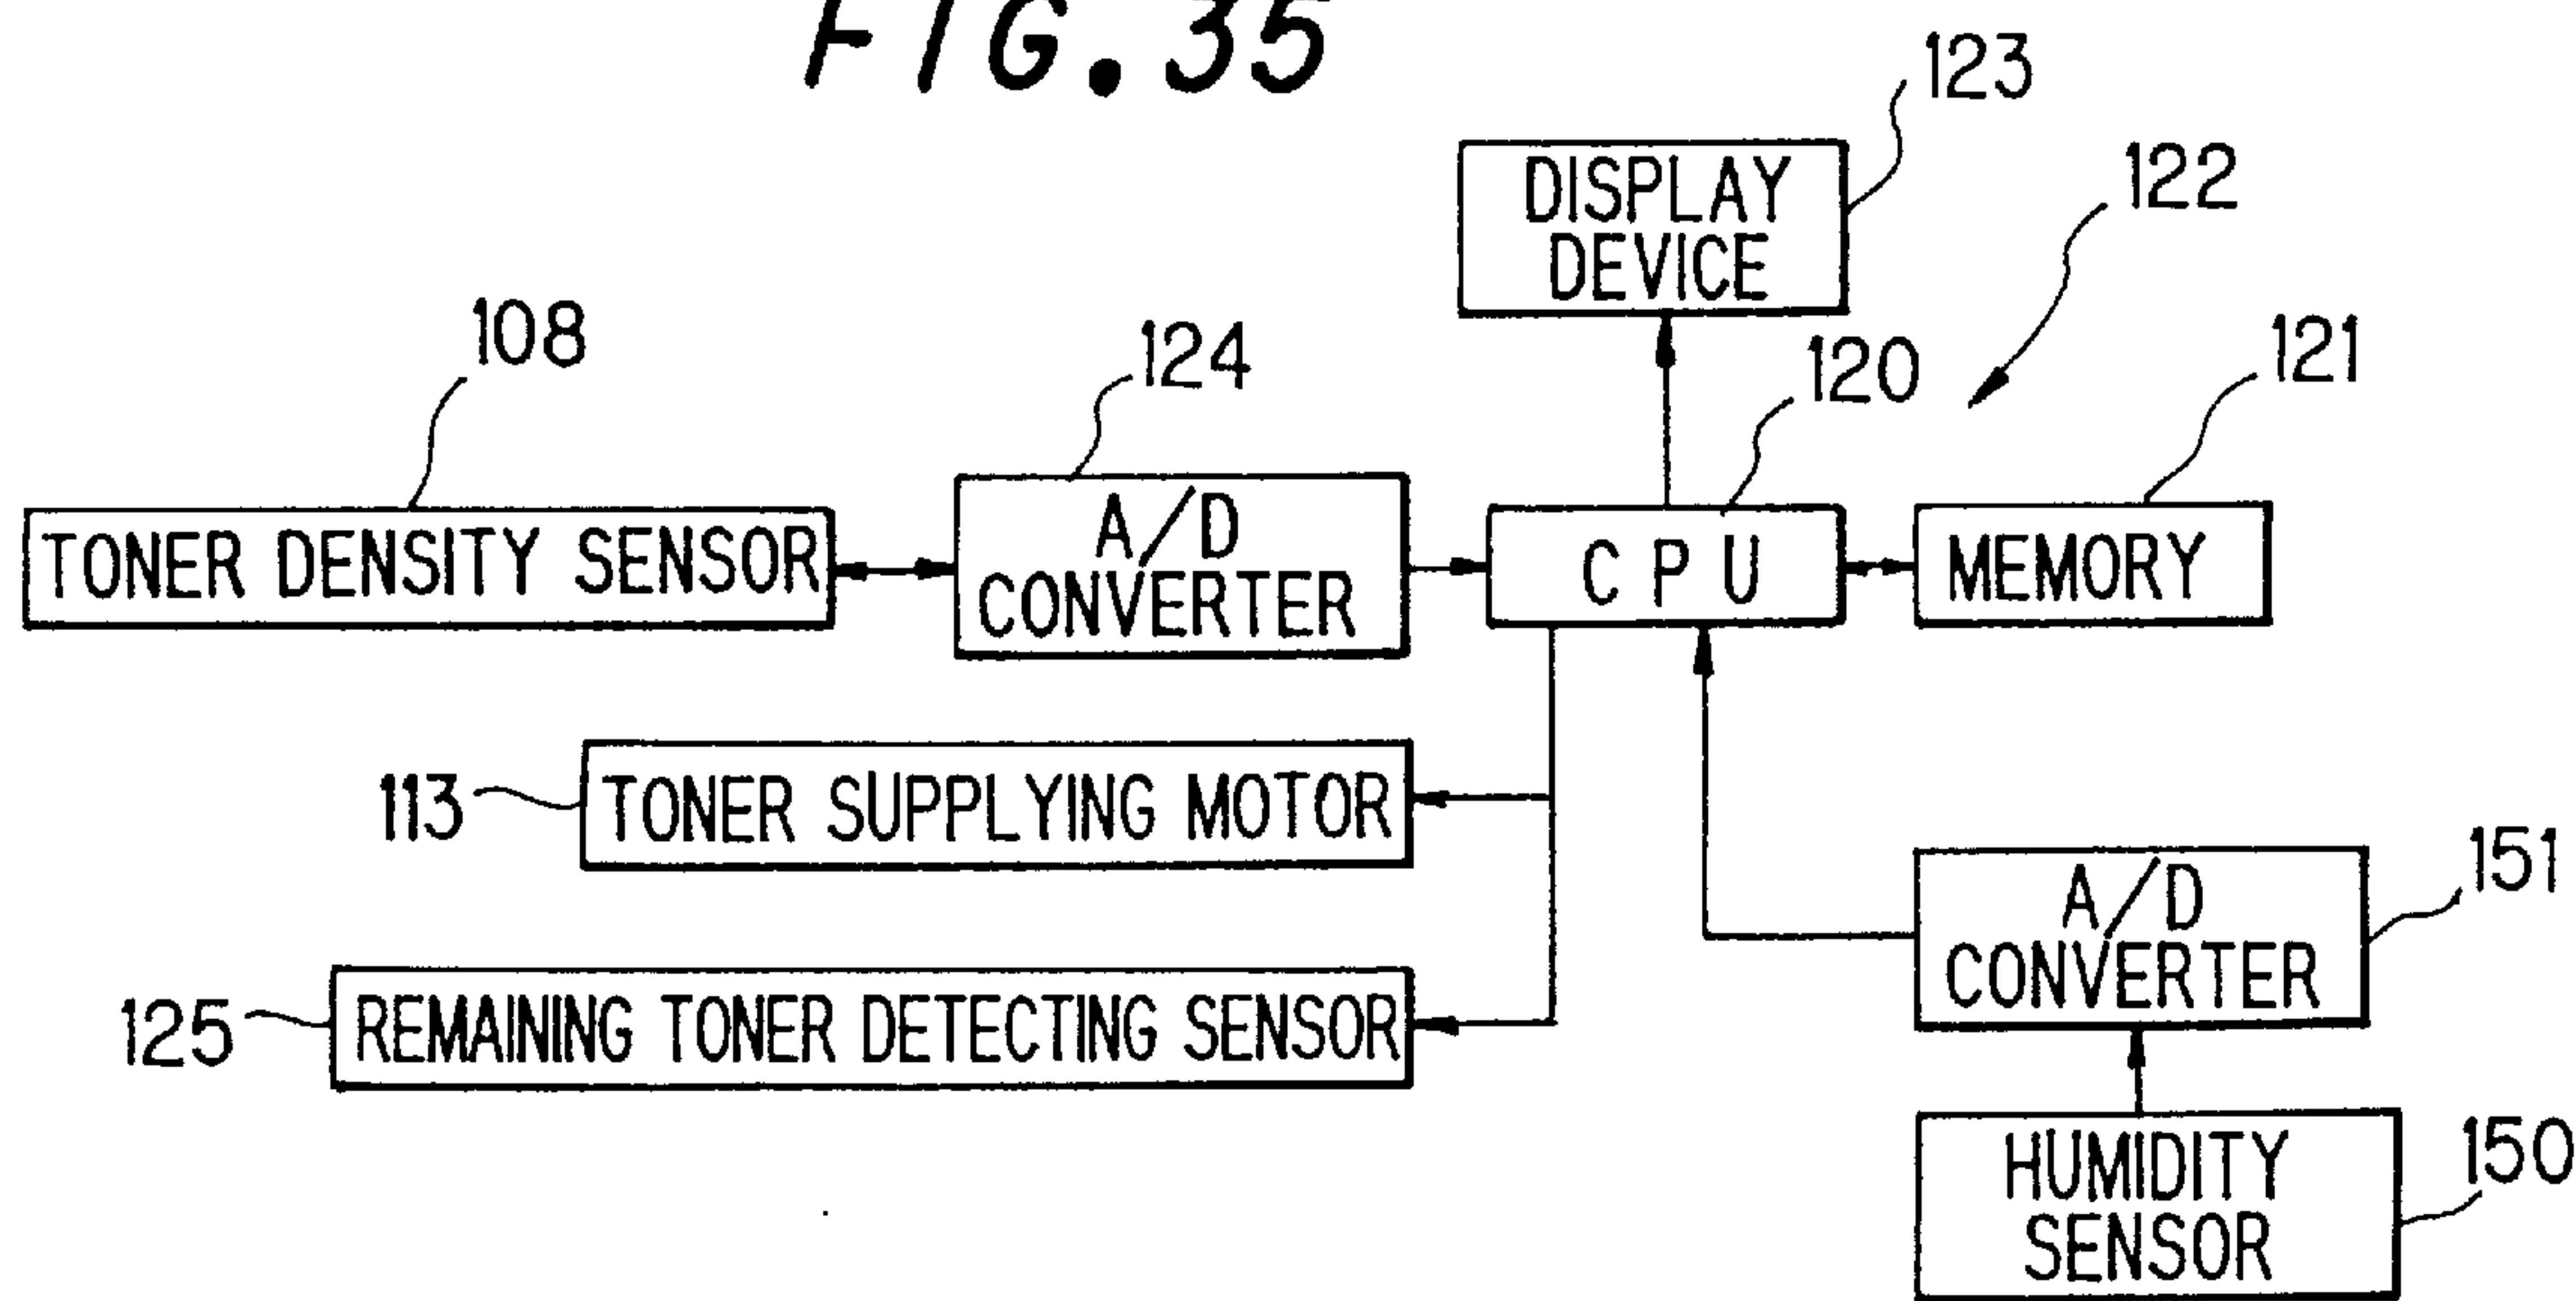 FIG.35
123
DISPLAY
DEVICE
122
108
124
120
121
TONER DENSITY SENSOR
A/D
CONVERTER
CPU
MEMORY
113
TONER SUPPLYING MOTOR
125
REMAINING TONER DETECTING SENSOR
A/D
CONVERTER
151
HUMIDITY
SENSOR
150